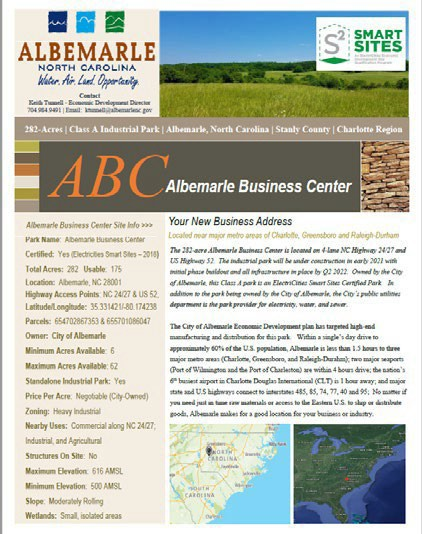 ALBEMARLE
NORTH CAROLINA
Water. Air. Land. Opportunity.
Contact
Keith Tunnell - Economic Development Director
704.984.9491 | Email: ktunnell@albemarlenc.gov
S2 SMART
SITES
282-Acres | Class A Industrial Park | Albemarle, North Carolina | Stanly County | Charlotte Region
ABC Albemarle Business Center
Albemarle Business Center Site Info >>>
Park Name: Albemarle Business Center
Certified: Yes (Electricities Smart Sites – 2018)
Total Acres: 282 Usable: 175
Location: Albemarle, NC 28001
Highway Access Points: NC 24/27 & US 52,
Latitude/Longitude: 35.331421/-80.174238
Parcels: 654702867353 & 655701086047
Owner: City of Albemarle
Minimum Acres Available: 6
Maximum Acres Available: 62
Standalone Industrial Park: Yes
Price Per Acre: Negotiable (City-Owned)
Zoning: Heavy Industrial
Nearby Uses: Commercial along NC 24/27;
Industrial, and Agricultural
Structures On Site: No
Maximum Elevation: 616 AMSL
Minimum Elevation: 500 AMSL
Slope: Moderately Rolling
Wetlands: Small, isolated areas
Your New Business Address
Located near major metro areas of Charlotte, Greensboro and Raleigh-Durham
The 282-acre Albemarle Business Center is located on 4-lane NC Highway 24/27 and
US Highway 52. The industrial park will be under construction in early 2021 with
initial phase buildout and all infrastructure in place by Q2 2022. Owned by the City
of Albemarle, this Class A park is an ElectriCities Smart Sites Certified Park. In
addition to the park being owned by the City of Albemarle, the City's public utilities
department is the park provider for electricity, water, and sewer.
The City of Albemarle Economic Development plan has targeted high-end
manufacturing and distribution for this park. Within a single's day drive to
approximately 60% of the U.S. population, Albemarle is less than 1.5 hours to three
major metro areas (Charlotte, Greensboro, and Raleigh-Durham); two major seaports
(Port of Wilmington and the Port of Charleston) are within 4 hours drive; the nation's
6th busiest airport in Charlotte Douglas International (CLT) is 1 hour away; and major
state and U.S highways connect to interstates 485, 85, 74, 77, 40 and 95; No matter if
you need just in time raw materials or access to the Eastern U.S. to ship or distribute
goods, Albemarle makes for a good location for your business or industry.
NORTH
CAROLINA
SOUTH
CAROLINA